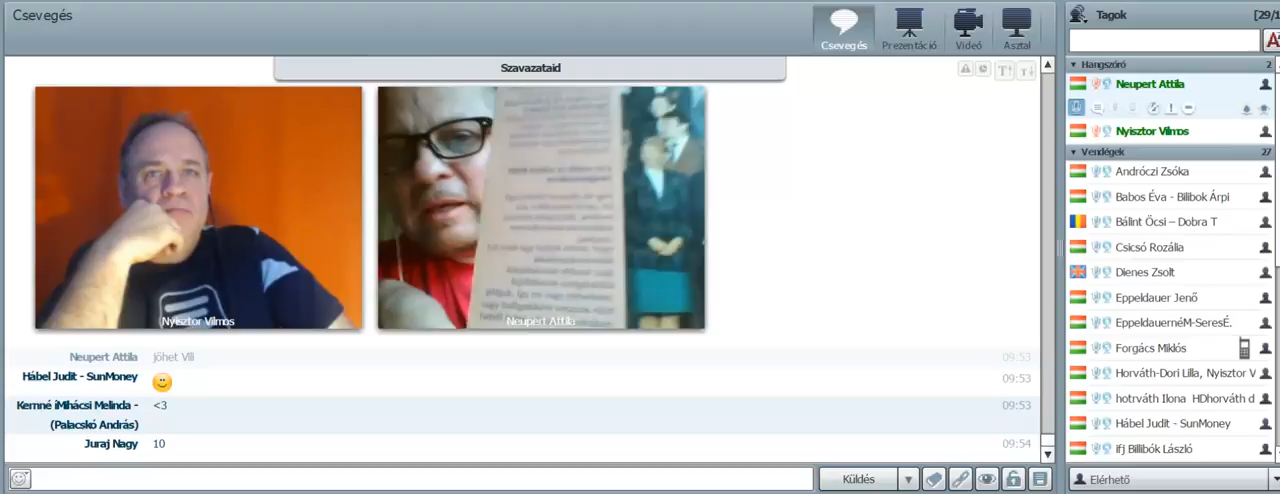 Csevegés
Csevegés
Prezentáció
Videó
Asztal
Szavazataid
Nyisztor Vilmos
Neupert Attila
Neupert Attila jöhet Vili 09:53
Hábel Judit - SunMoney 09:53
Kernné iMihácsi Melinda - <3 09:53
(Palacskó András)
Juraj Nagy 10 09:54
Küldés
Tagok [29/1
Hangszóró 2
Neupert Attila
Nyisztor Vilmos
Vendégek 27
Andróczi Zsóka
Babos Éva - Bilibok Árpi
Bálint Öcsi – Dobra T
Csicsó Rozália
Dienes Zsolt
Eppeldauer Jenő
EppeldauernéM-SeresÉ.
Forgács Miklós
Horváth-Dori Lilla, Nyisztor V
hotrváth Ilona HDhorváth d
Hábel Judit - SunMoney
ifj Billibók László
Elérhető